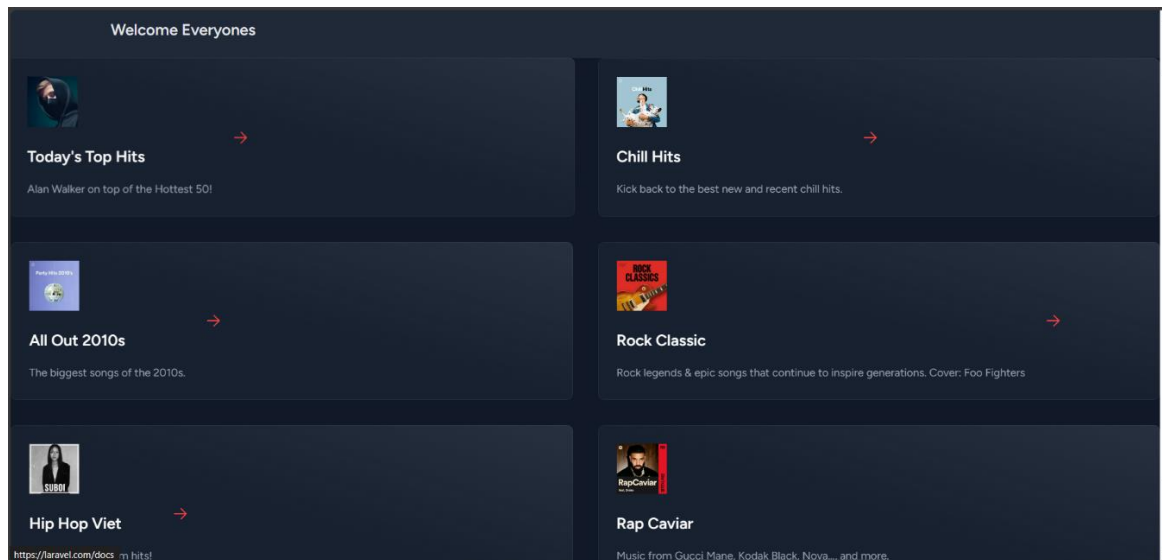 Welcome Everyones
Today's Top Hits
Alan Walker on top of the Hottest 50!
Chill Hits
Kick back to the best new and recent chill hits.
Party Hits 2010's
All Out 2010s
The biggest songs of the 2010s.
ROCK
CLASSICS
Rock Classic
Rock legends & epic songs that continue to inspire generations. Cover: Foo Fighters
SUBOI
Hip Hop Viet
m hits!
RapCaviar
Rap Caviar
Music from Gucci Mane, Kodak Black, Nova,... and more.
https://laravel.com/docs